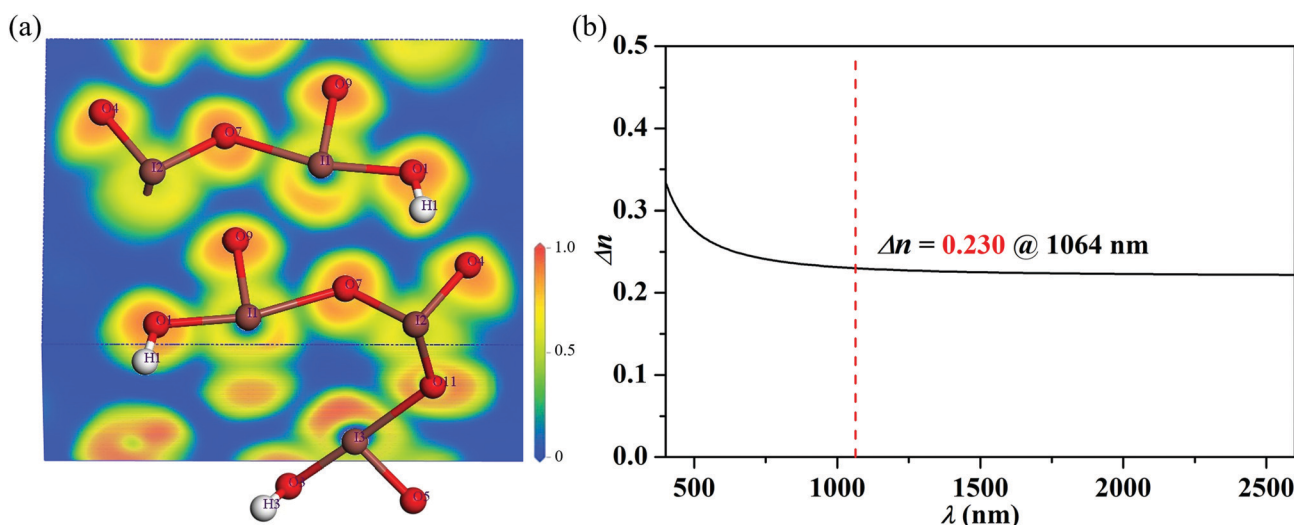 (a)
O9
O4
O7
I2
I1
O1
H1
O9
O4
O7
O1
I1
I2
H1
O11
I3
O3
H3
O5
1.0
0.5
0
(b)
0.5
0.4
0.3
0.2
0.1
0.0
Δn
Δn = 0.230 @ 1064 nm
500
1000
1500
2000
2500
λ (nm)